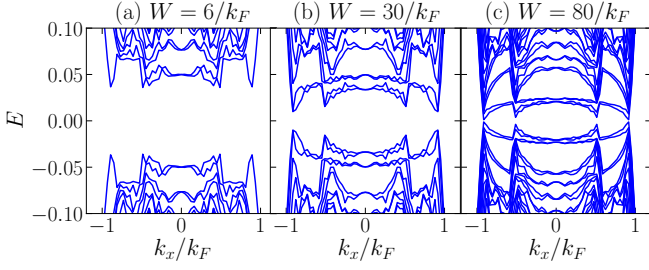 (a) W = 6/k_F (b) W = 30/k_F (c) W = 80/k_F
0.10
0.05
0.00
−0.05
−0.10
E
−1 0 1 −1 0 1 −1 0 1
k_x/k_F k_x/k_F k_x/k_F